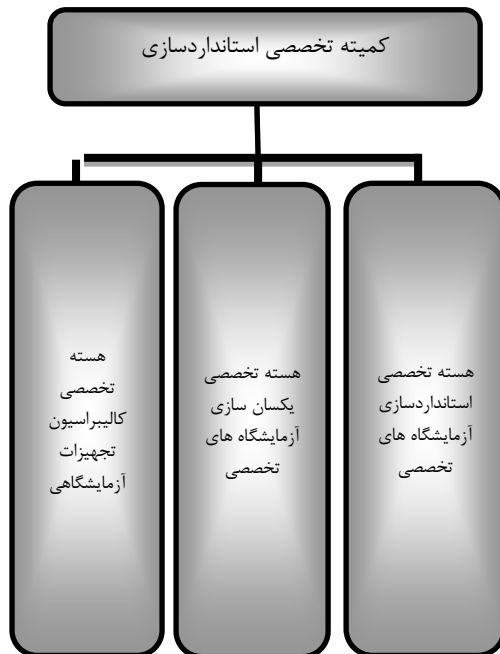 کمیته تخصصی استانداردسازی
هسته تخصصی
استانداردسازی
آزمایشگاه های
تخصصی
هسته تخصصی
یکسان سازی
آزمایشگاه های
تخصصی
هسته
تخصصی
کالیبراسیون
تجهیزات
آزمایشگاهی